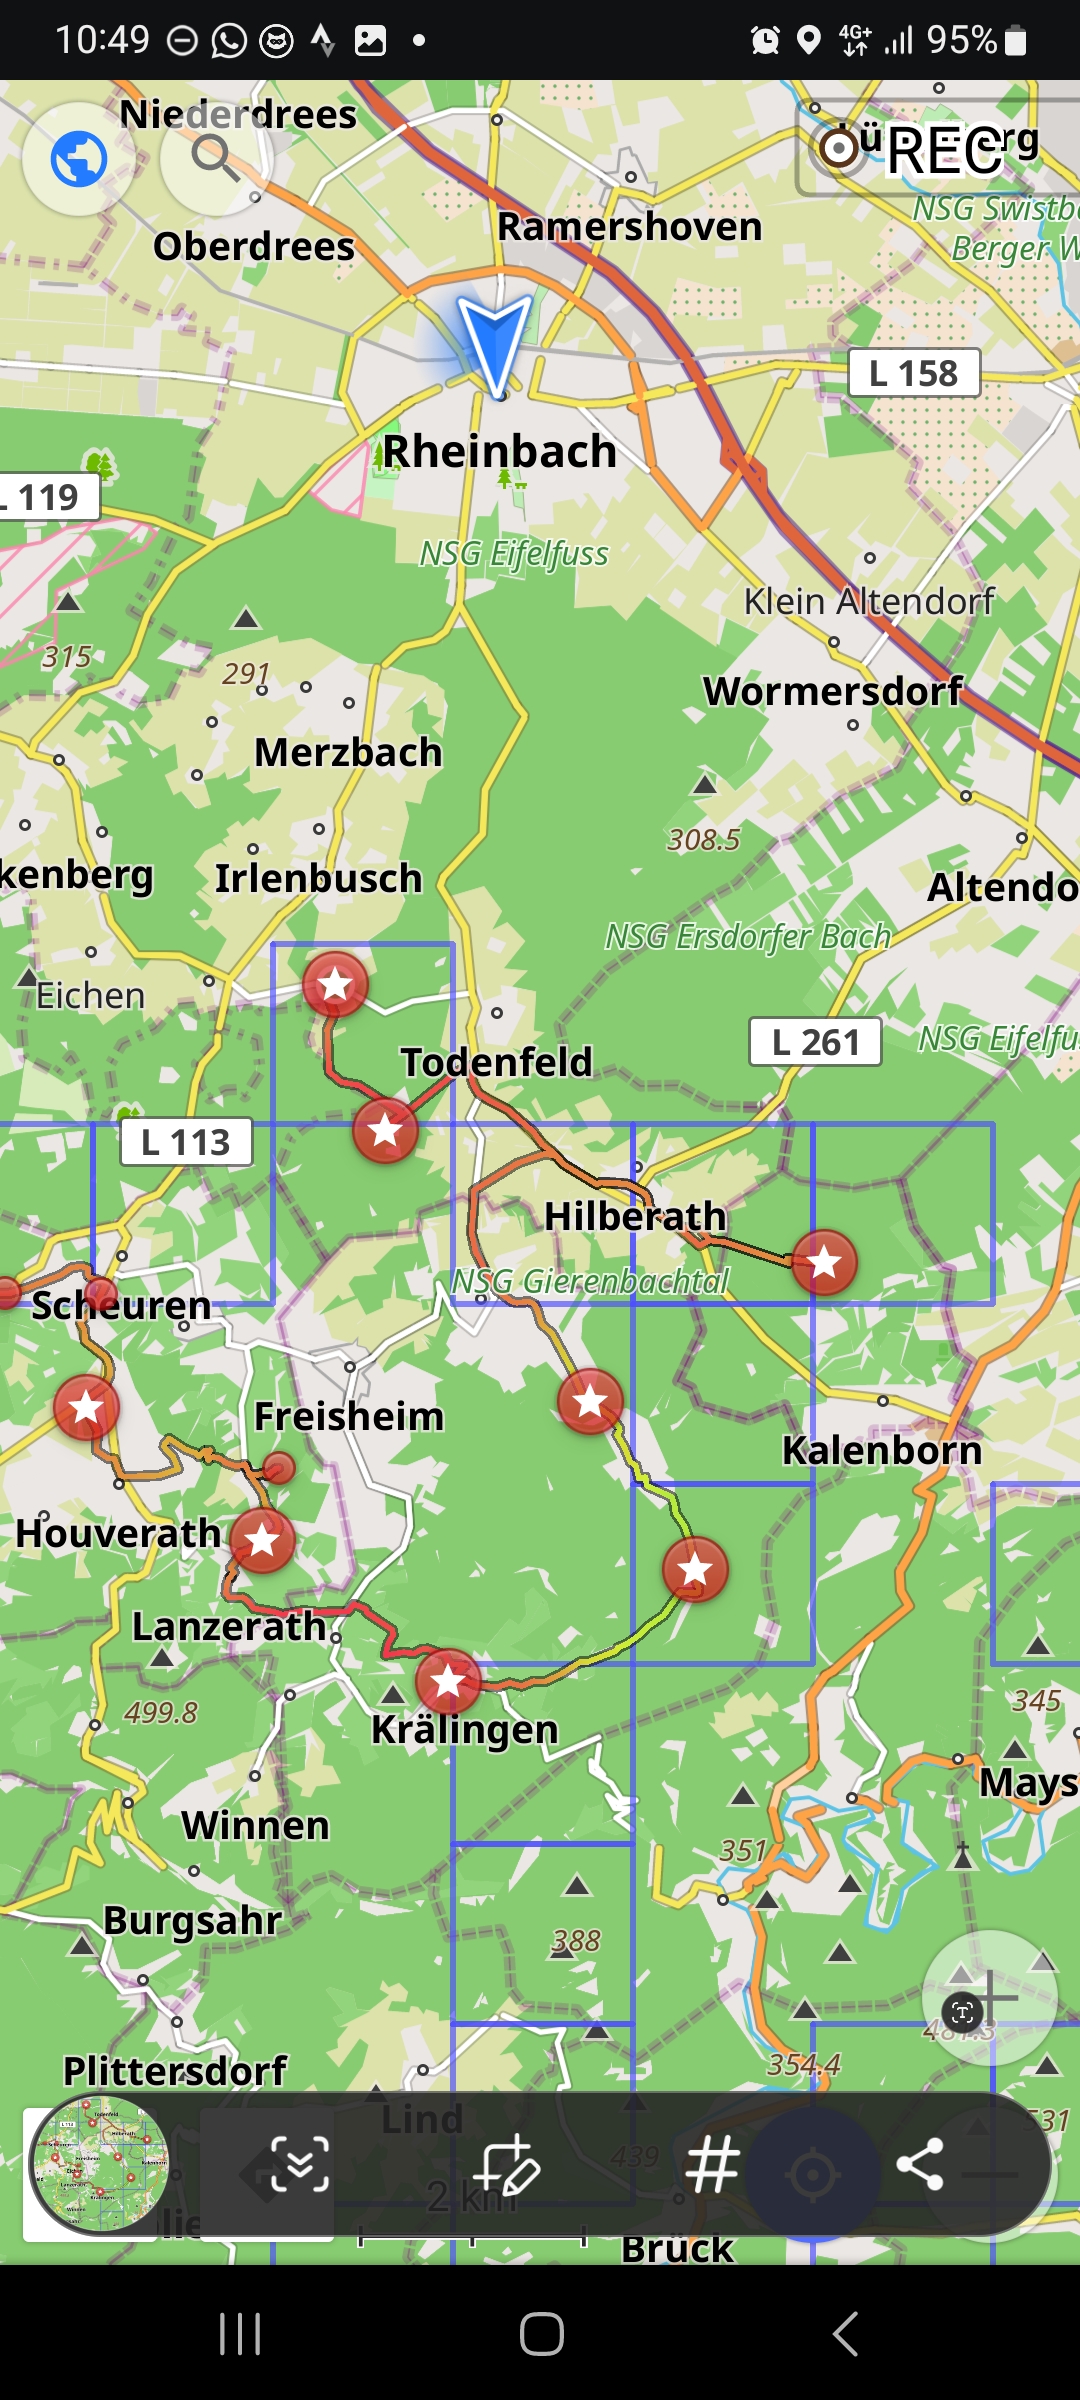 10:49
4G+
95%
Niederdrees
REC
NSG Swistb
Ramershoven
Oberdrees
Berger W
L 158
Rheinbach
L 119
NSG Eifelfuss
Klein Altendorf
315
291
Wormersdorf
Merzbach
308.5
kenberg
Irlenbusch
Altendo
NSG Ersdorfer Bach
Eichen
L 261
NSG Eifelfu
Todenfeld
L 113
Hilberath
NSG Gierenbachtal
Scheuren
Freisheim
Kalenborn
Houverath
Lanzerath
499.8
345
Krälingen
Mays
Winnen
351
Burgsahr
388
354.4
Plittersdorf
Lind
531
439
2 km
Brück